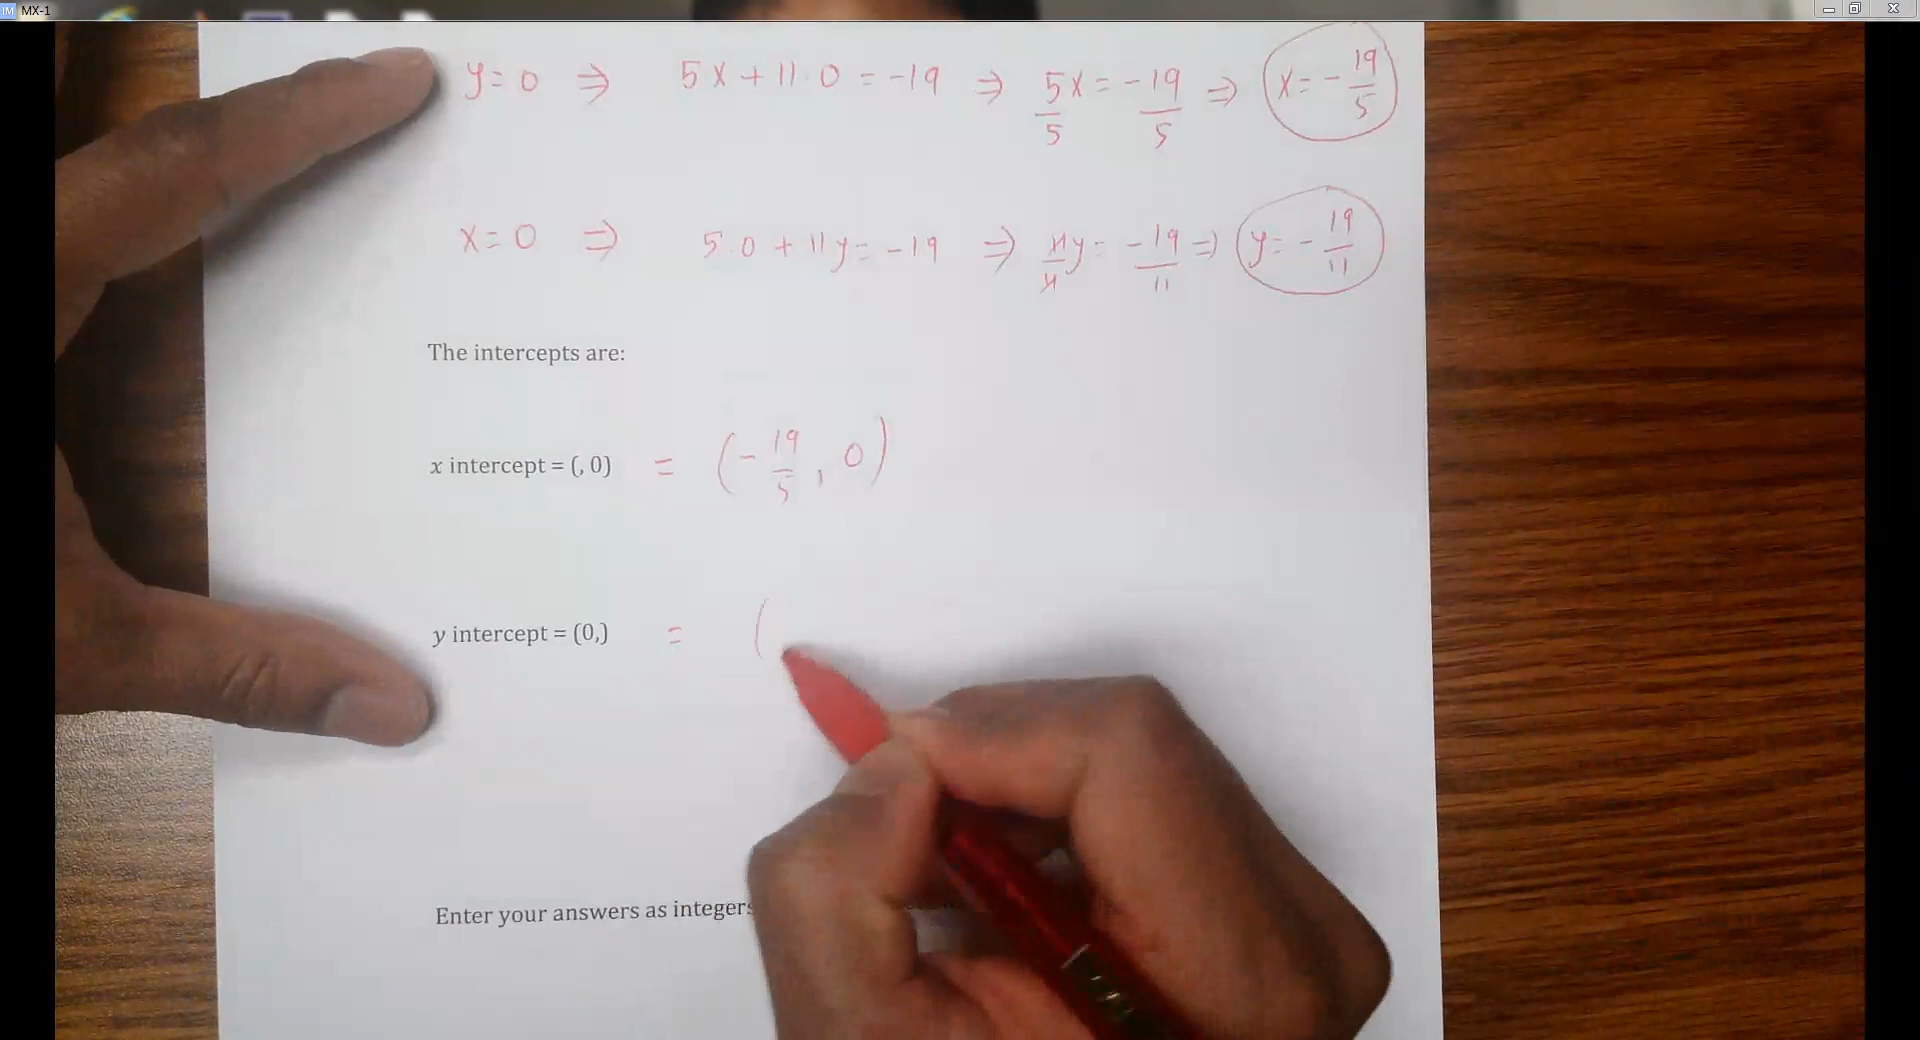 MX-1
y=0 ⇒ 5x+11·0=-19 ⇒ 5x/5=-19/5 ⇒ x=-19/5
x=0 ⇒ 5·0+11y=-19 ⇒ 11y/11=-19/11 ⇒ y=-19/11
The intercepts are:
x intercept = (, 0) = (-19/5, 0)
y intercept = (0,) = (
Enter your answers as integers